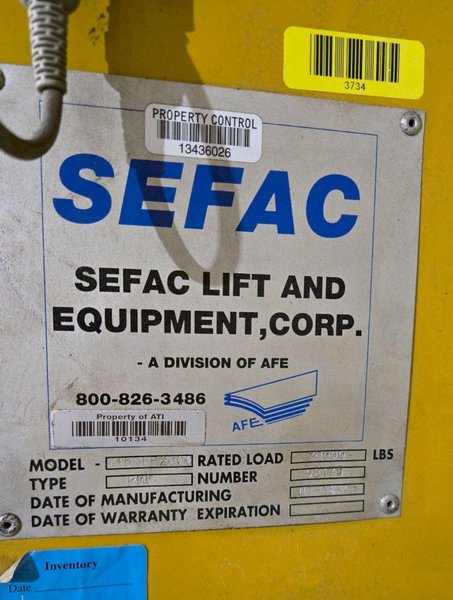 3734
PROPERTY CONTROL
13436026
SEFAC
SEFAC LIFT AND
EQUIPMENT,CORP.
- A DIVISION OF AFE
800-826-3486
AFE
Property of ATI
10134
MODEL - RATED LOAD LBS
TYPE NUMBER
DATE OF MANUFACTURING
DATE OF WARRANTY EXPIRATION
Inventory
Date